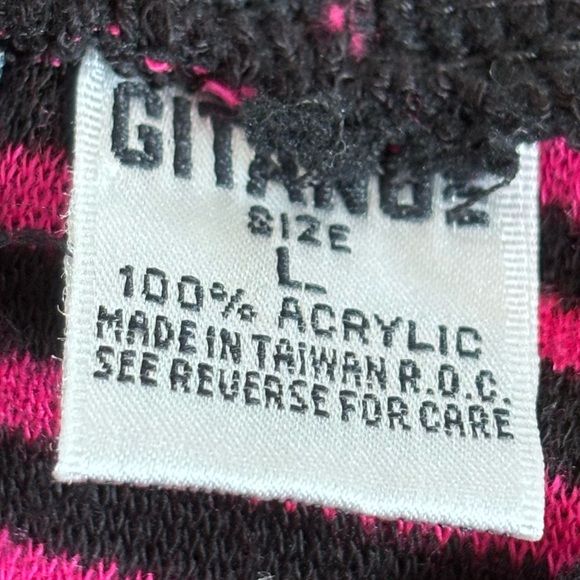 GITANO
SIZE
L
100% ACRYLIC
MADE IN TAIWAN R.O.C.
SEE REVERSE FOR CARE